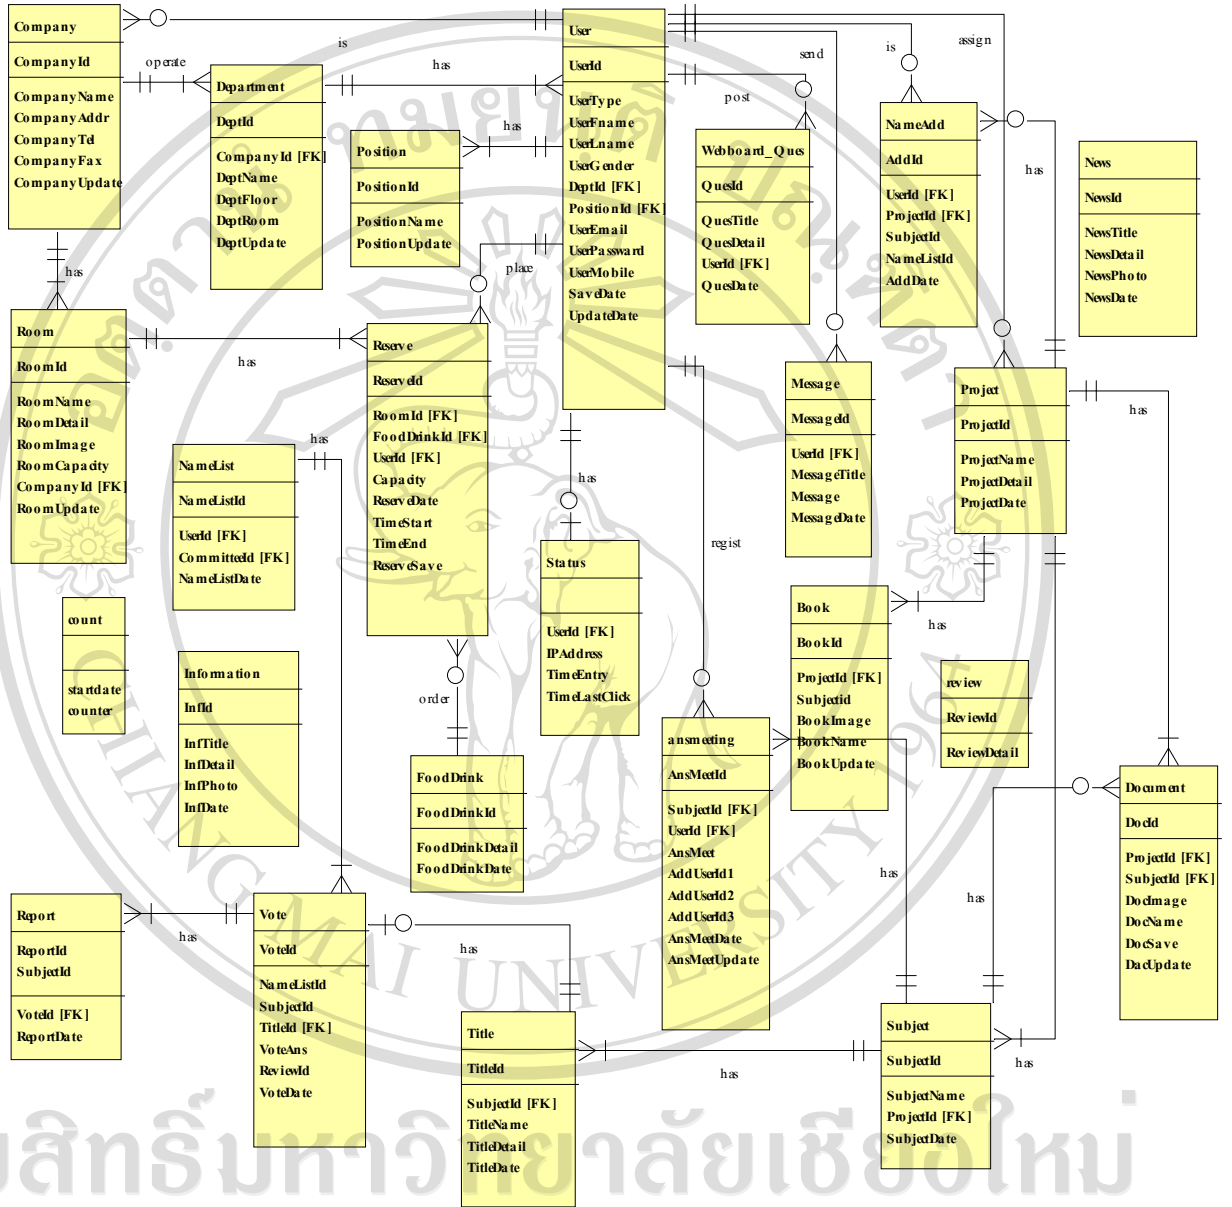 Company
CompanyId
CompanyName
CompanyAddr
CompanyTel
CompanyFax
CompanyUpdate
operate
is
Department
DeptId
CompanyId [FK]
DeptName
DeptFloor
DeptRoom
DeptUpdate
has
has
Position
PositionId
PositionName
PositionUpdate
User
UserId
UserType
UserFname
UserLname
UserGender
DeptId [FK]
PositionId [FK]
UserEmail
UserPassward
UserMobile
SaveDate
UpdateDate
send
is
assign
post
Webboard_Ques
QuesId
QuesTitle
QuesDetail
UserId [FK]
QuesDate
NameAdd
AddId
UserId [FK]
ProjectId [FK]
SubjectId
NameListId
AddDate
has
News
NewsId
NewsTitle
NewsDetail
NewsPhoto
NewsDate
has
place
Room
RoomId
RoomName
RoomDetail
RoomImage
RoomCapacity
CompanyId [FK]
RoomUpdate
has
Reserve
ReserveId
RoomId [FK]
FoodDrinkId [FK]
UserId [FK]
Capacity
ReserveDate
TimeStart
TimeEnd
ReserveSave
Message
MessageId
UserId [FK]
MessageTitle
Message
MessageDate
Project
ProjectId
ProjectName
ProjectDetail
ProjectDate
has
NameList
NameListId
UserId [FK]
CommitteeId [FK]
NameListDate
has
has
regist
Status
UserId [FK]
IPAddress
TimeEntry
TimeLastClick
count
startdate
counter
Information
InfId
InfTitle
InfDetail
InfPhoto
InfDate
order
FoodDrink
FoodDrinkId
FoodDrinkDetail
FoodDrinkDate
Book
BookId
ProjectId [FK]
Subjectid
BookImage
BookName
BookUpdate
has
review
ReviewId
ReviewDetail
ansmeeting
AnsMeetId
SubjectId [FK]
UserId [FK]
AnsMeet
AddUserId1
AddUserId2
AddUserId3
AnsMeetDate
AnsMeetUpdate
has
has
Document
DocId
ProjectId [FK]
SubjectId [FK]
DocImage
DocName
DocSave
DacUpdate
Report
ReportId
SubjectId
VoteId [FK]
ReportDate
has
Vote
VoteId
NameListId
SubjectId
TitleId [FK]
VoteAns
ReviewId
VoteDate
has
Title
TitleId
SubjectId [FK]
TitleName
TitleDetail
TitleDate
has
Subject
SubjectId
SubjectName
ProjectId [FK]
SubjectDate
has
CHIANG MAI UNIVERSITY 1964